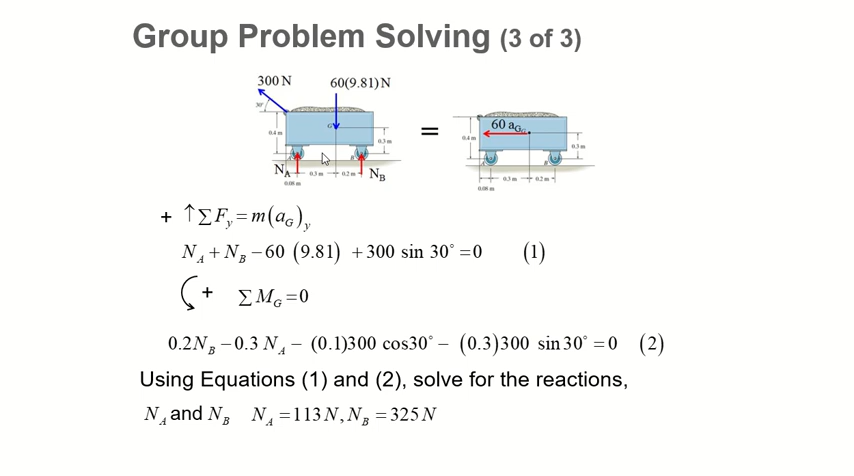 Group Problem Solving (3 of 3)
300 N
60(9.81) N
30°
G
0.4 m
0.3 m
A
B
N_A
0.3 m
0.2 m
N_B
0.08 m
=
60 a_G
0.4 m
0.3 m
A
B
0.3 m
0.2 m
0.08 m
+ ↑ ∑F_y = m(a_G)_y
N_A + N_B − 60 (9.81) + 300 sin 30° = 0 (1)
+ ∑M_G = 0
0.2N_B − 0.3 N_A − (0.1)300 cos30° − (0.3)300 sin 30° = 0 (2)
Using Equations (1) and (2), solve for the reactions,
N_A and N_B N_A = 113 N, N_B = 325 N